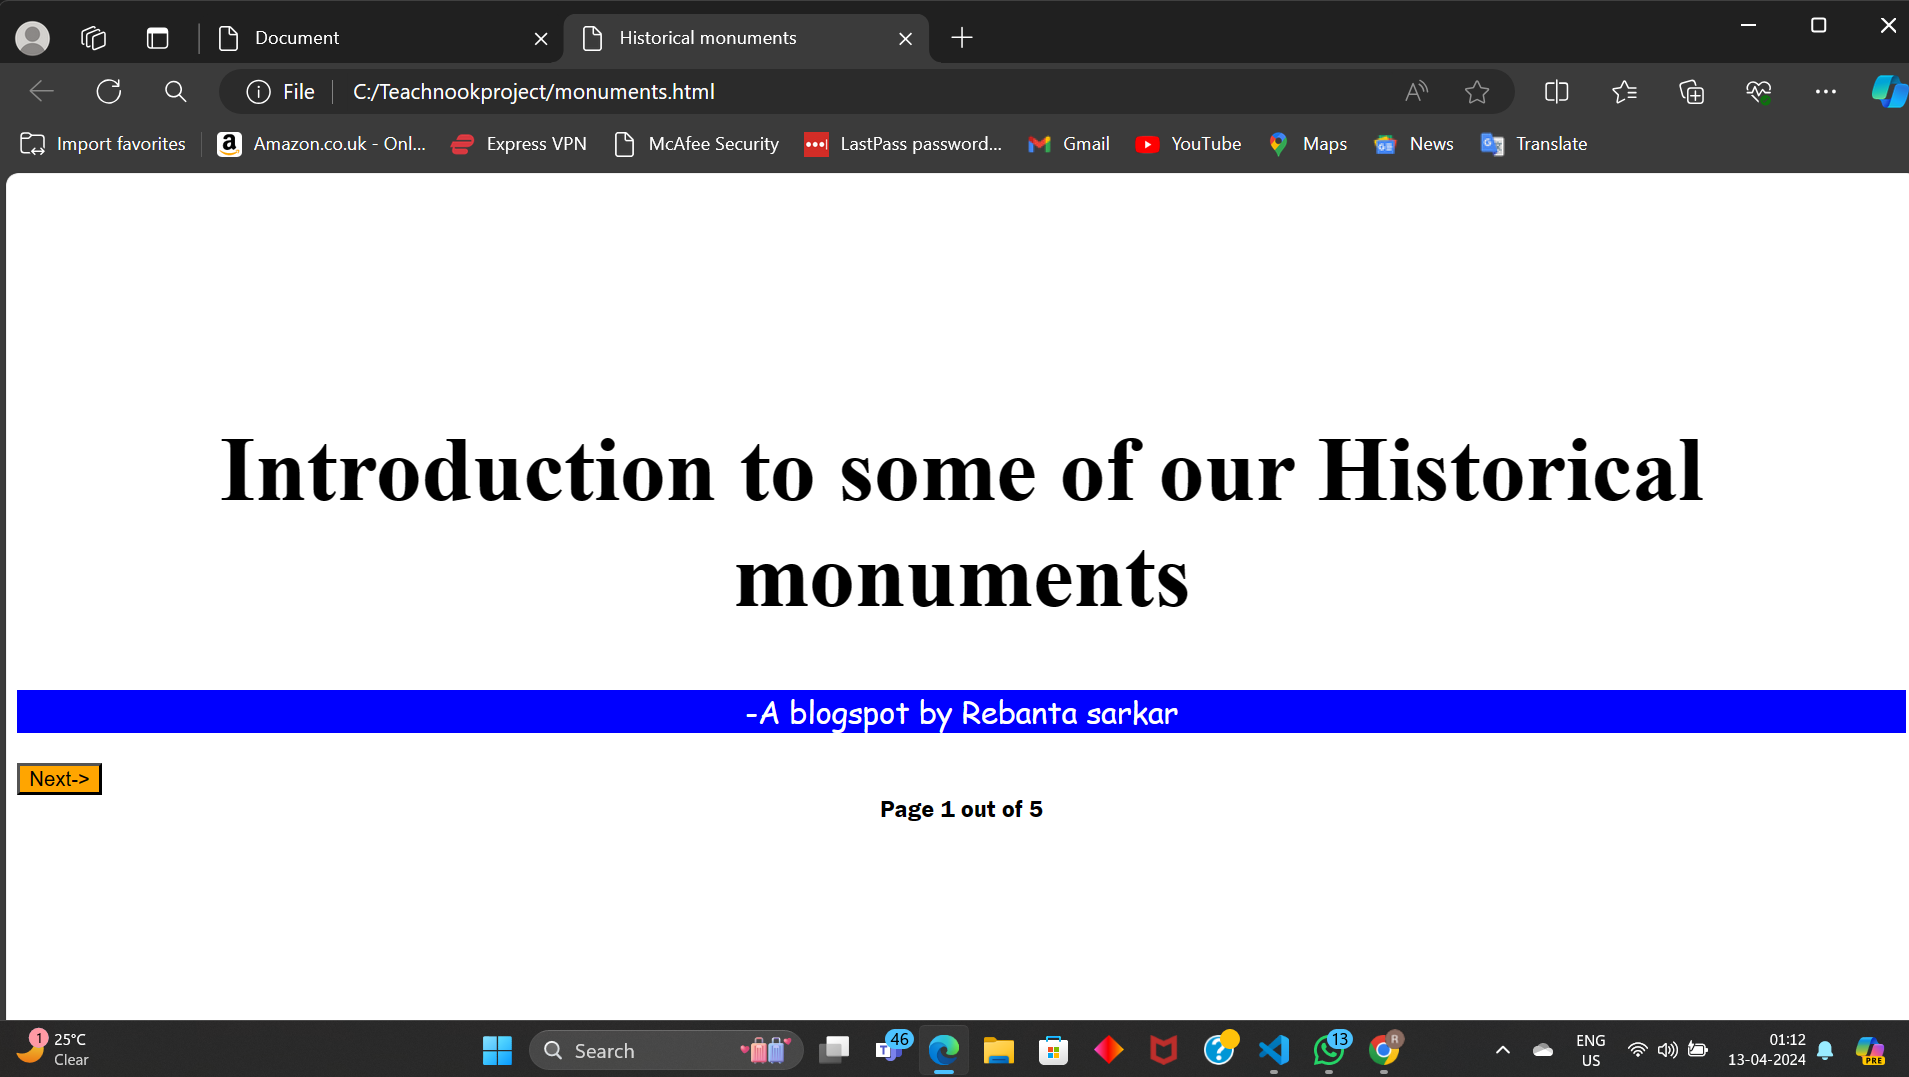 Document
Historical monuments
File
C:/Teachnookproject/monuments.html
A
Import favorites
a
Amazon.co.uk - Onl...
Express VPN
McAfee Security
LastPass password...
Gmail
YouTube
Maps
News
Translate
Introduction to some of our Historical
monuments
-A blogspot by Rebanta sarkar
Next->
Page 1 out of 5
1
25°C
Clear
Search
T
46
?
13
R
ENG
US
01:12
13-04-2024
PRE